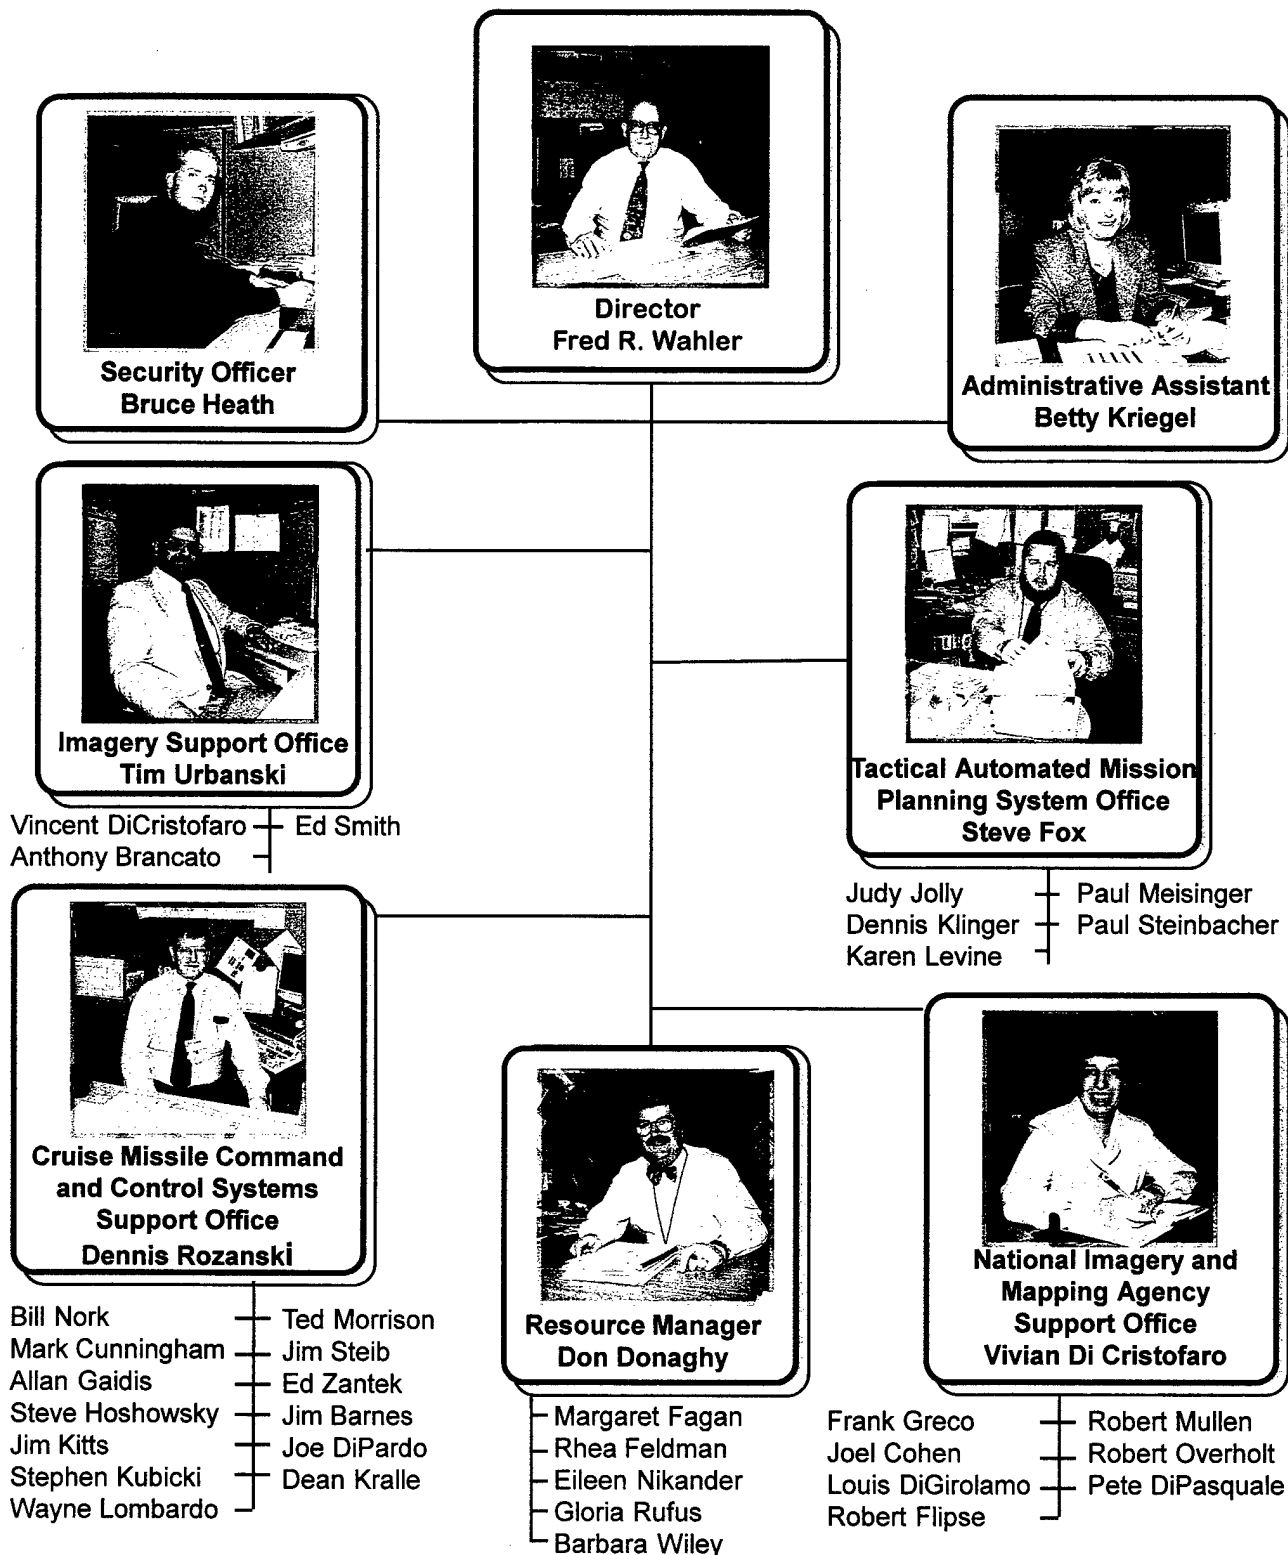 Director
Fred R. Wahler
Security Officer
Bruce Heath
Administrative Assistant
Betty Kriegel
Imagery Support Office
Tim Urbanski
Vincent DiCristofaro
Ed Smith
Anthony Brancato
Tactical Automated Mission
Planning System Office
Steve Fox
Judy Jolly
Paul Meisinger
Dennis Klinger
Paul Steinbacher
Karen Levine
Cruise Missile Command
and Control Systems
Support Office
Dennis Rozanski
Bill Nork
Ted Morrison
Mark Cunningham
Jim Steib
Allan Gaidis
Ed Zantek
Steve Hoshowsky
Jim Barnes
Jim Kitts
Joe DiPardo
Stephen Kubicki
Dean Kralle
Wayne Lombardo
Resource Manager
Don Donaghy
Margaret Fagan
Rhea Feldman
Eileen Nikander
Gloria Rufus
Barbara Wiley
National Imagery and
Mapping Agency
Support Office
Vivian Di Cristofaro
Frank Greco
Robert Mullen
Joel Cohen
Robert Overholt
Louis DiGirolamo
Pete DiPasquale
Robert Flipse